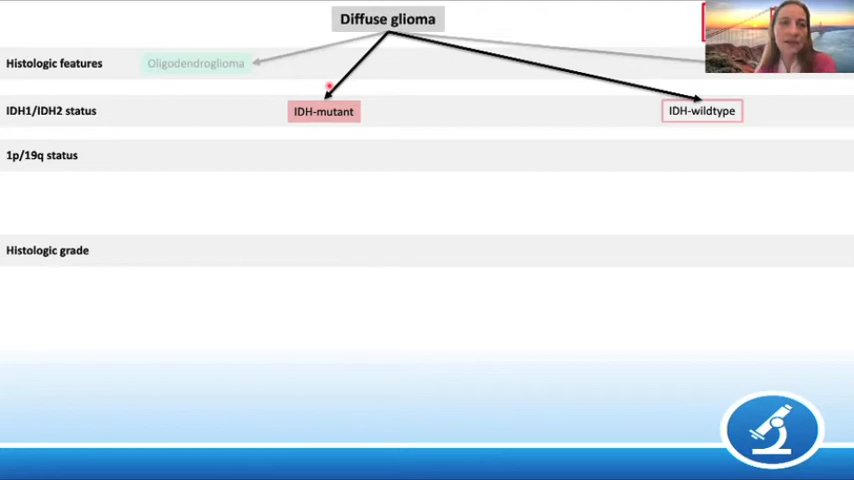 Diffuse glioma
Histologic features
Oligodendroglioma
IDH1/IDH2 status
IDH-mutant
IDH-wildtype
1p/19q status
Histologic grade